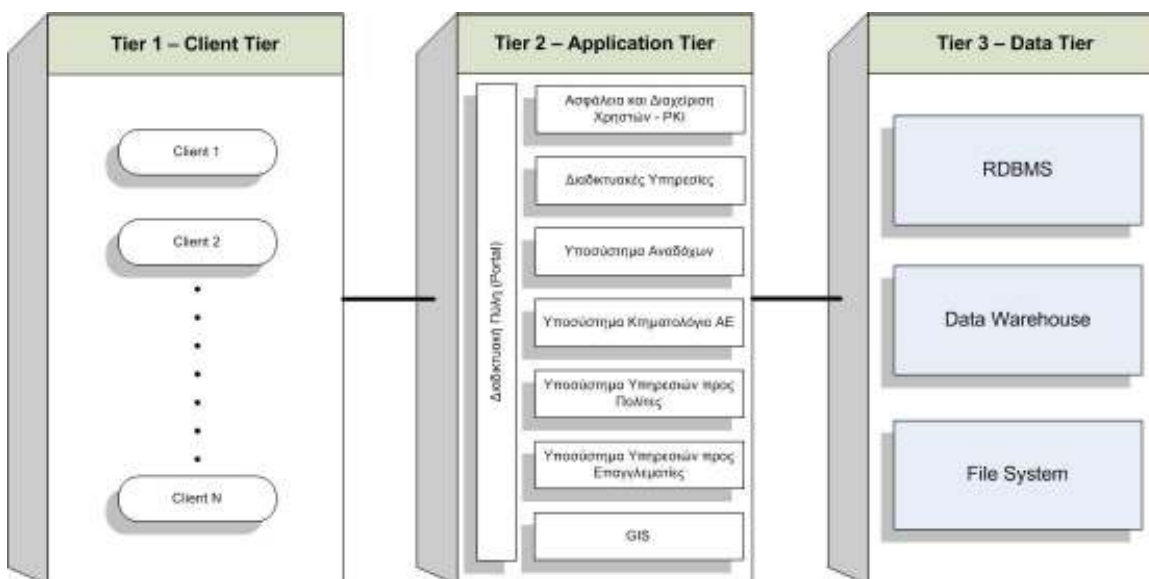 Tier 1 – Client Tier
Client 1
Client 2
Client N
Tier 2 – Application Tier
Διαδικτυακή Πύλη (Portal)
Ασφάλεια και Διαχείριση
Χρηστών - PKI
Διαδικτυακές Υπηρεσίες
Υποσύστημα Αναδόχων
Υποσύστημα Κτηματολόγιο ΑΕ
Υποσύστημα Υπηρεσιών προς
Πολίτες
Υποσύστημα Υπηρεσιών προς
Επαγγλεματίες
GIS
Tier 3 – Data Tier
RDBMS
Data Warehouse
File System